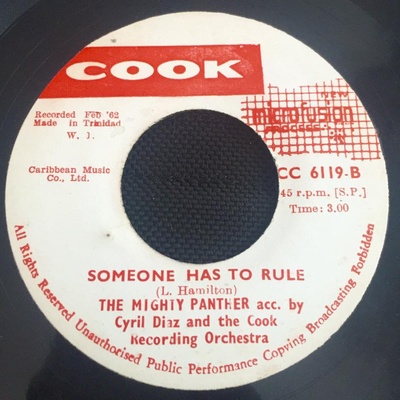 COOK
Recorded Feb '62
Made in Trinidad
W. I.
NEW
microfusion
PROCESS
Caribbean Music
Co., Ltd.
CC 6119-B
45 r.p.m. [S.P.]
Time: 3.00
SOMEONE HAS TO RULE
(L. Hamilton)
THE MIGHTY PANTHER acc. by
Cyril Diaz and the Cook
Recording Orchestra
All Rights Reserved Unauthorised Public Performance Copying Broadcasting Forbidden